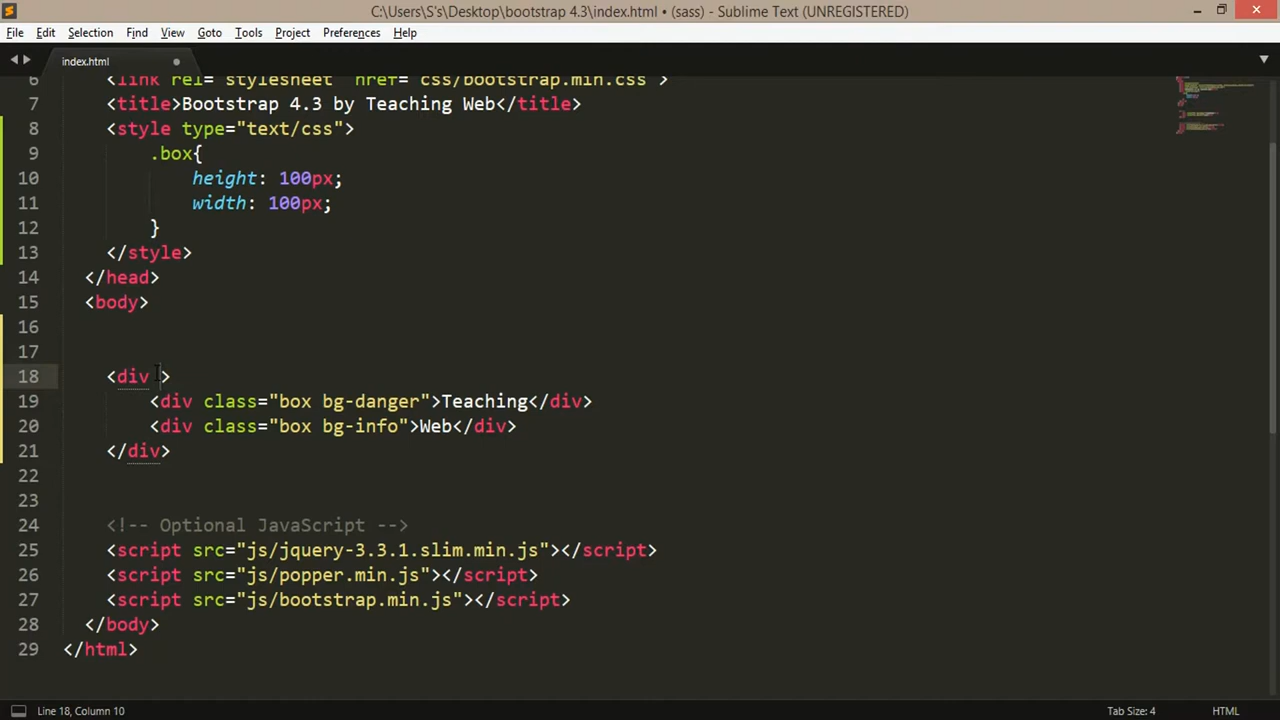 C:\Users\S's\Desktop\bootstrap 4.3\index.html • (sass) - Sublime Text (UNREGISTERED)
File Edit Selection Find View Goto Tools Project Preferences Help
index.html
6 <link rel="stylesheet" href="css/bootstrap.min.css">
7 <title>Bootstrap 4.3 by Teaching Web</title>
8 <style type="text/css">
9 .box{
10 height: 100px;
11 width: 100px;
12 }
13 </style>
14 </head>
15 <body>
16
17
18 <div >
19 <div class="box bg-danger">Teaching</div>
20 <div class="box bg-info">Web</div>
21 </div>
22
23
24 <!-- Optional JavaScript -->
25 <script src="js/jquery-3.3.1.slim.min.js"></script>
26 <script src="js/popper.min.js"></script>
27 <script src="js/bootstrap.min.js"></script>
28 </body>
29 </html>
Line 18, Column 10 Tab Size: 4 HTML